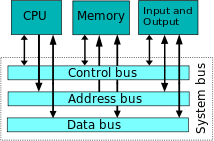 CPU
Memory
Input and
Output
Control bus
Address bus
Data bus
System bus